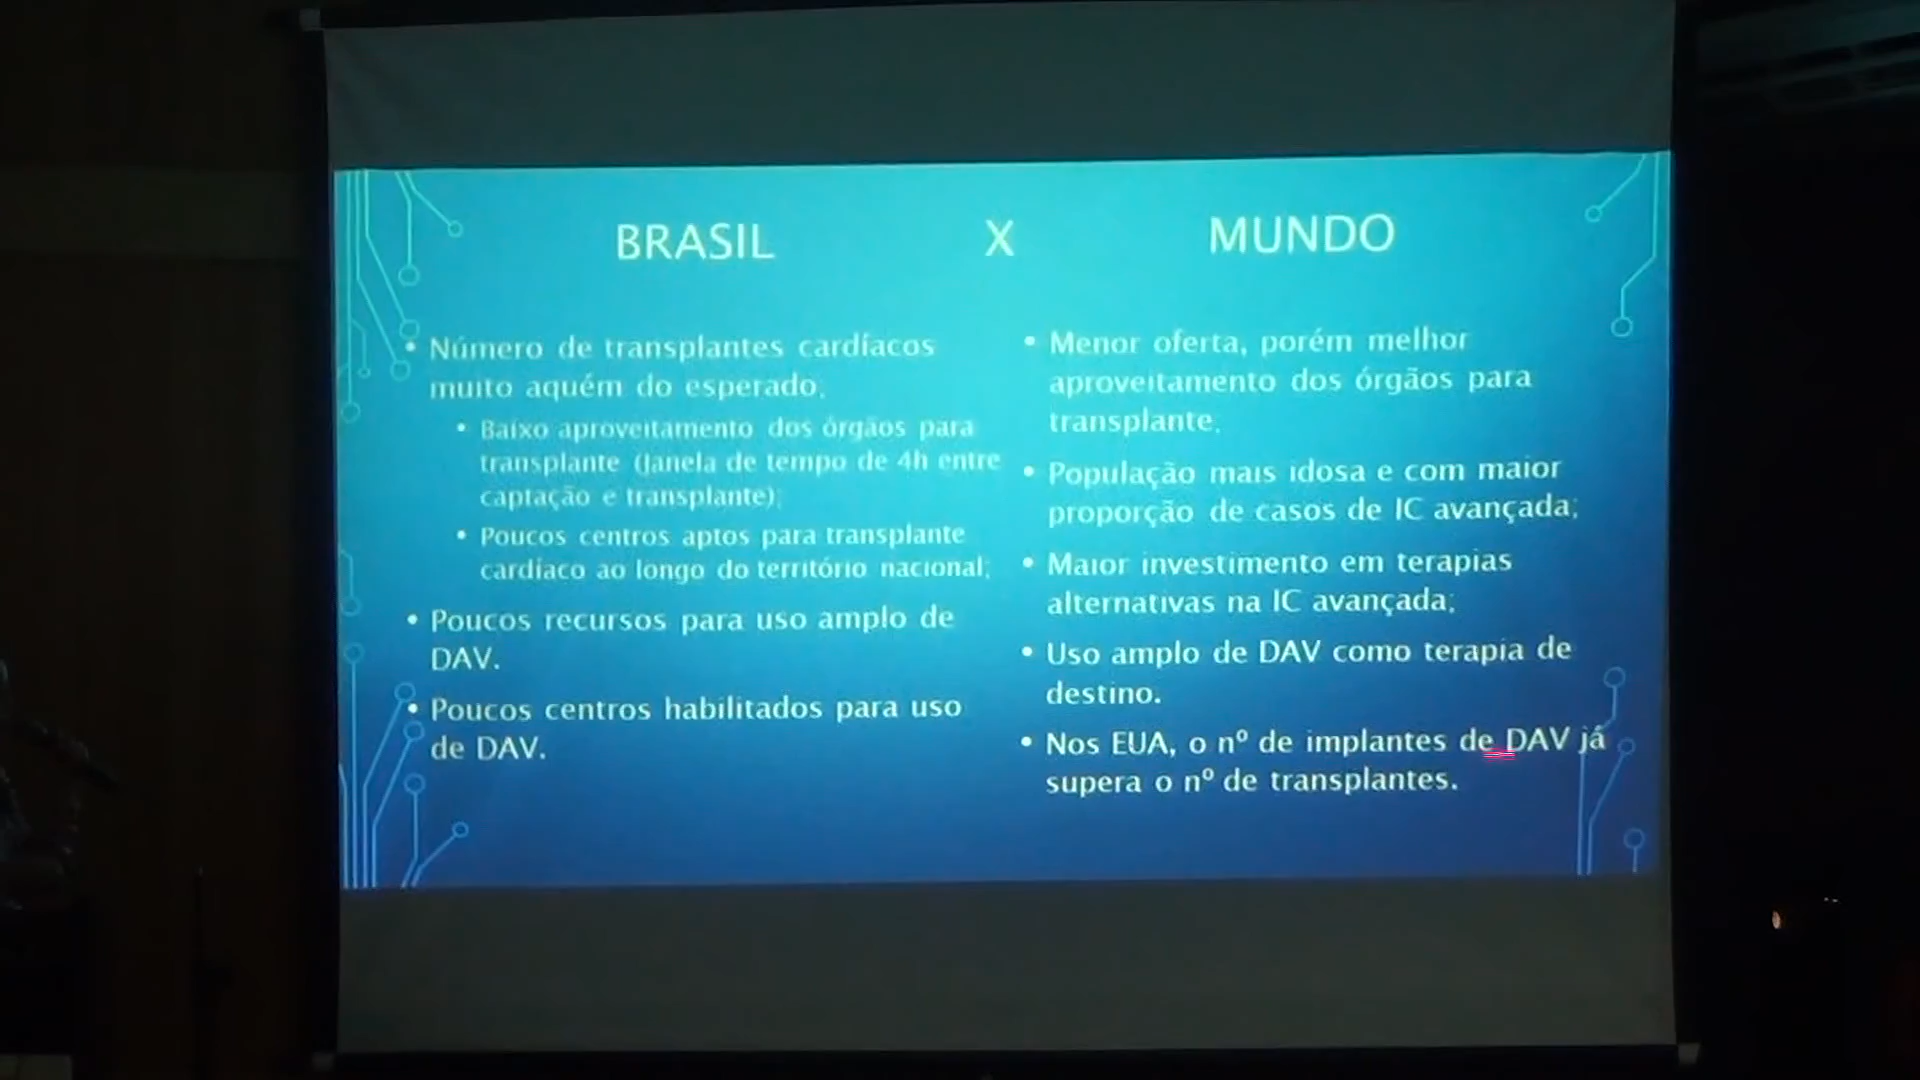 BRASIL X MUNDO
• Número de transplantes cardíacos
muito aquém do esperado;
• Baixo aproveitamento dos órgãos para
transplante (Janela de tempo de 4h entre
captação e transplante);
• Poucos centros aptos para transplante
cardíaco ao longo do território nacional;
• Poucos recursos para uso amplo de
DAV.
• Poucos centros habilitados para uso
de DAV.
• Menor oferta, porém melhor
aproveitamento dos órgãos para
transplante;
• População mais idosa e com maior
proporção de casos de IC avançada;
• Maior investimento em terapias
alternativas na IC avançada;
• Uso amplo de DAV como terapia de
destino.
• Nos EUA, o nº de implantes de DAV já
supera o nº de transplantes.